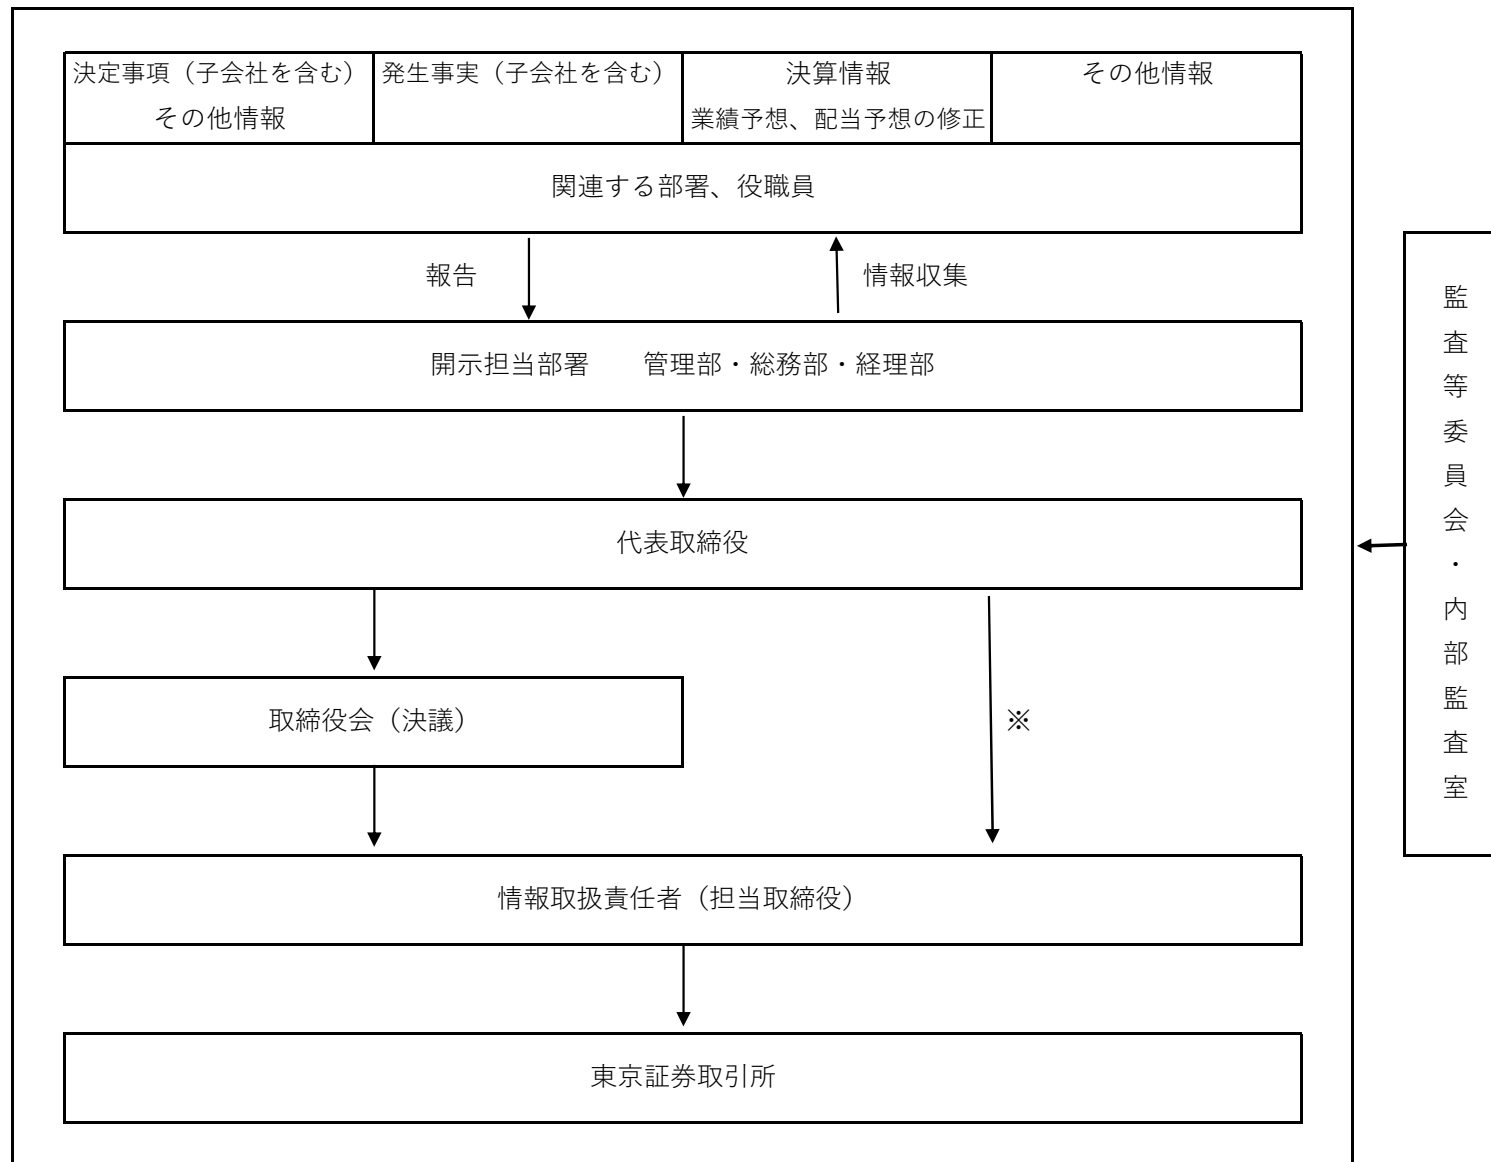 決定事項（子会社を含む）
その他情報
発生事実（子会社を含む）
決算情報
業績予想、配当予想の修正
その他情報
関連する部署、役職員
報告
情報収集
開示担当部署　　管理部・総務部・経理部
代表取締役
取締役会（決議）
※
情報取扱責任者（担当取締役）
東京証券取引所
監査等委員会・内部監査室